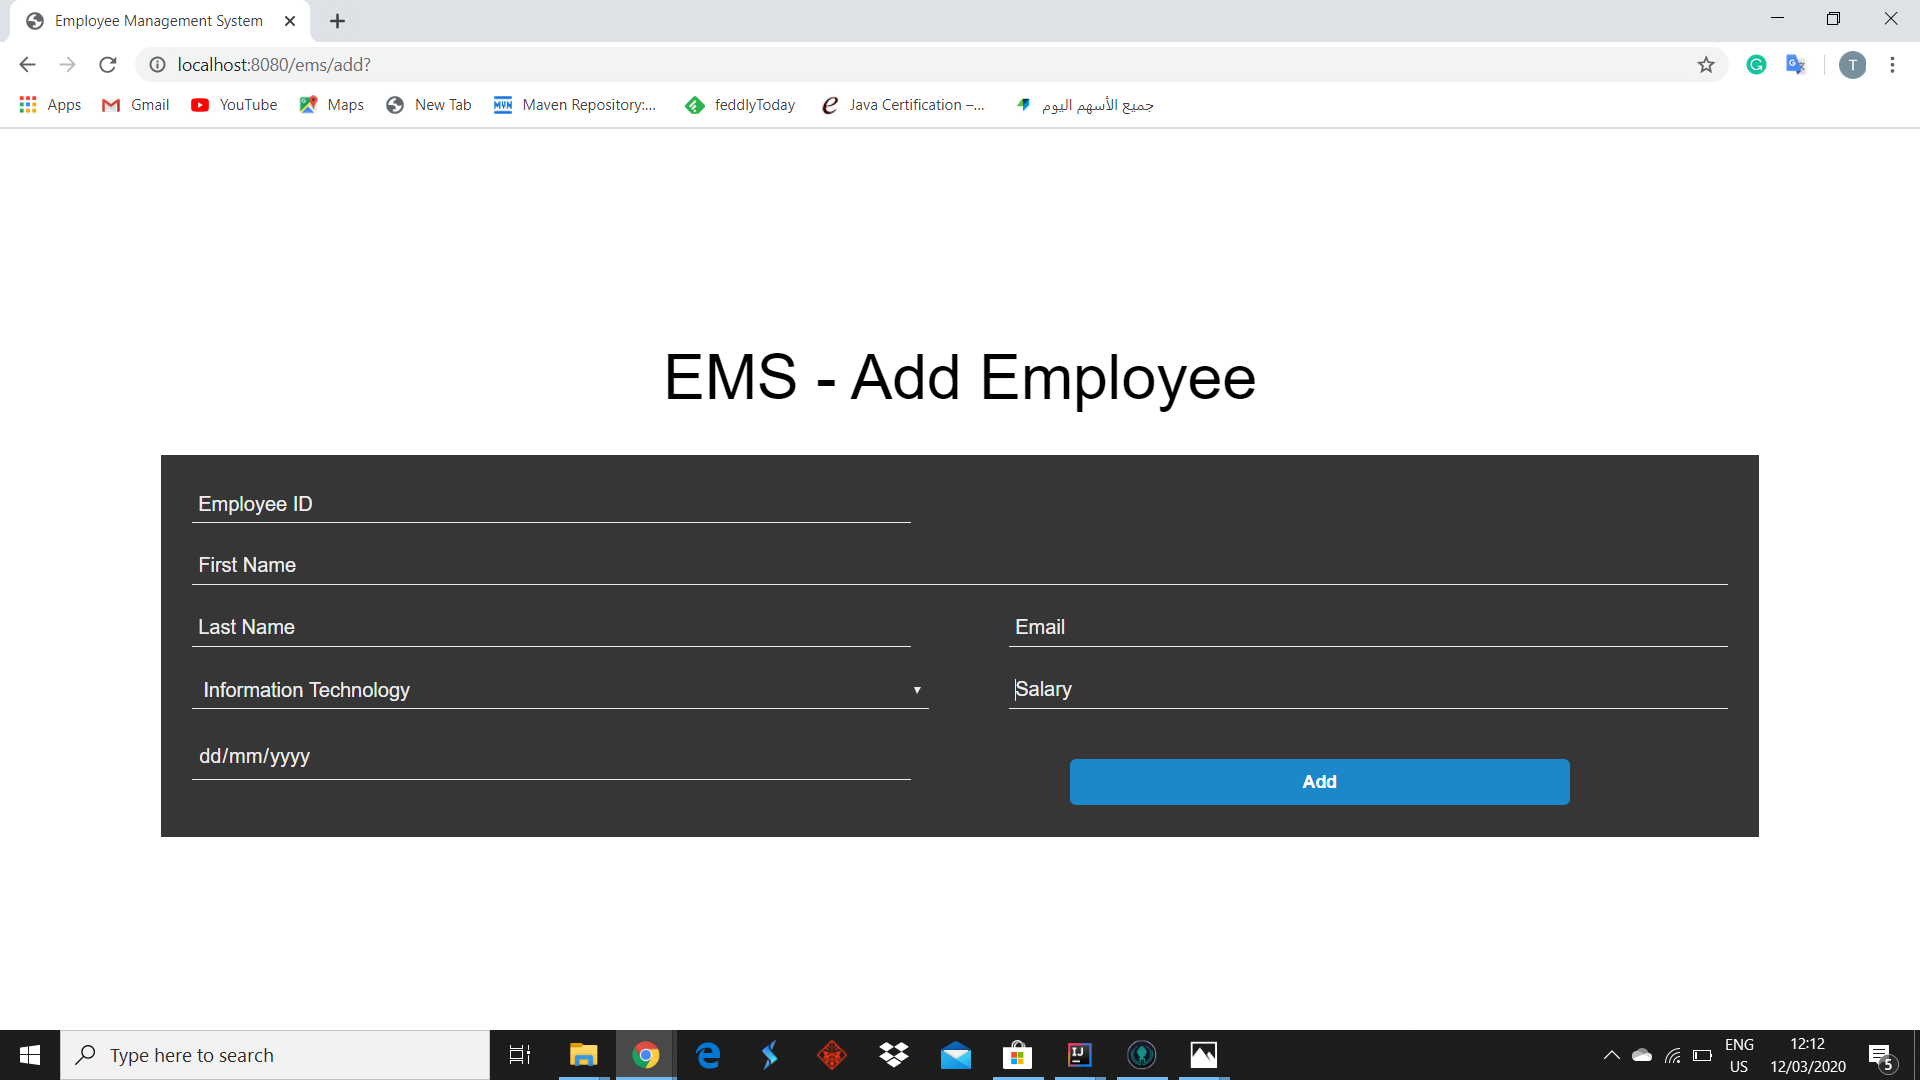 Employee Management System
localhost:8080/ems/add?
T
Apps Gmail YouTube Maps New Tab MVN Maven Repository:... feddlyToday Java Certification –... جميع الأسهم اليوم
EMS - Add Employee
Employee ID
First Name
Last Name Email
Information Technology Salary
dd/mm/yyyy
Add
Type here to search
ENG 12:12
US 12/03/2020 5